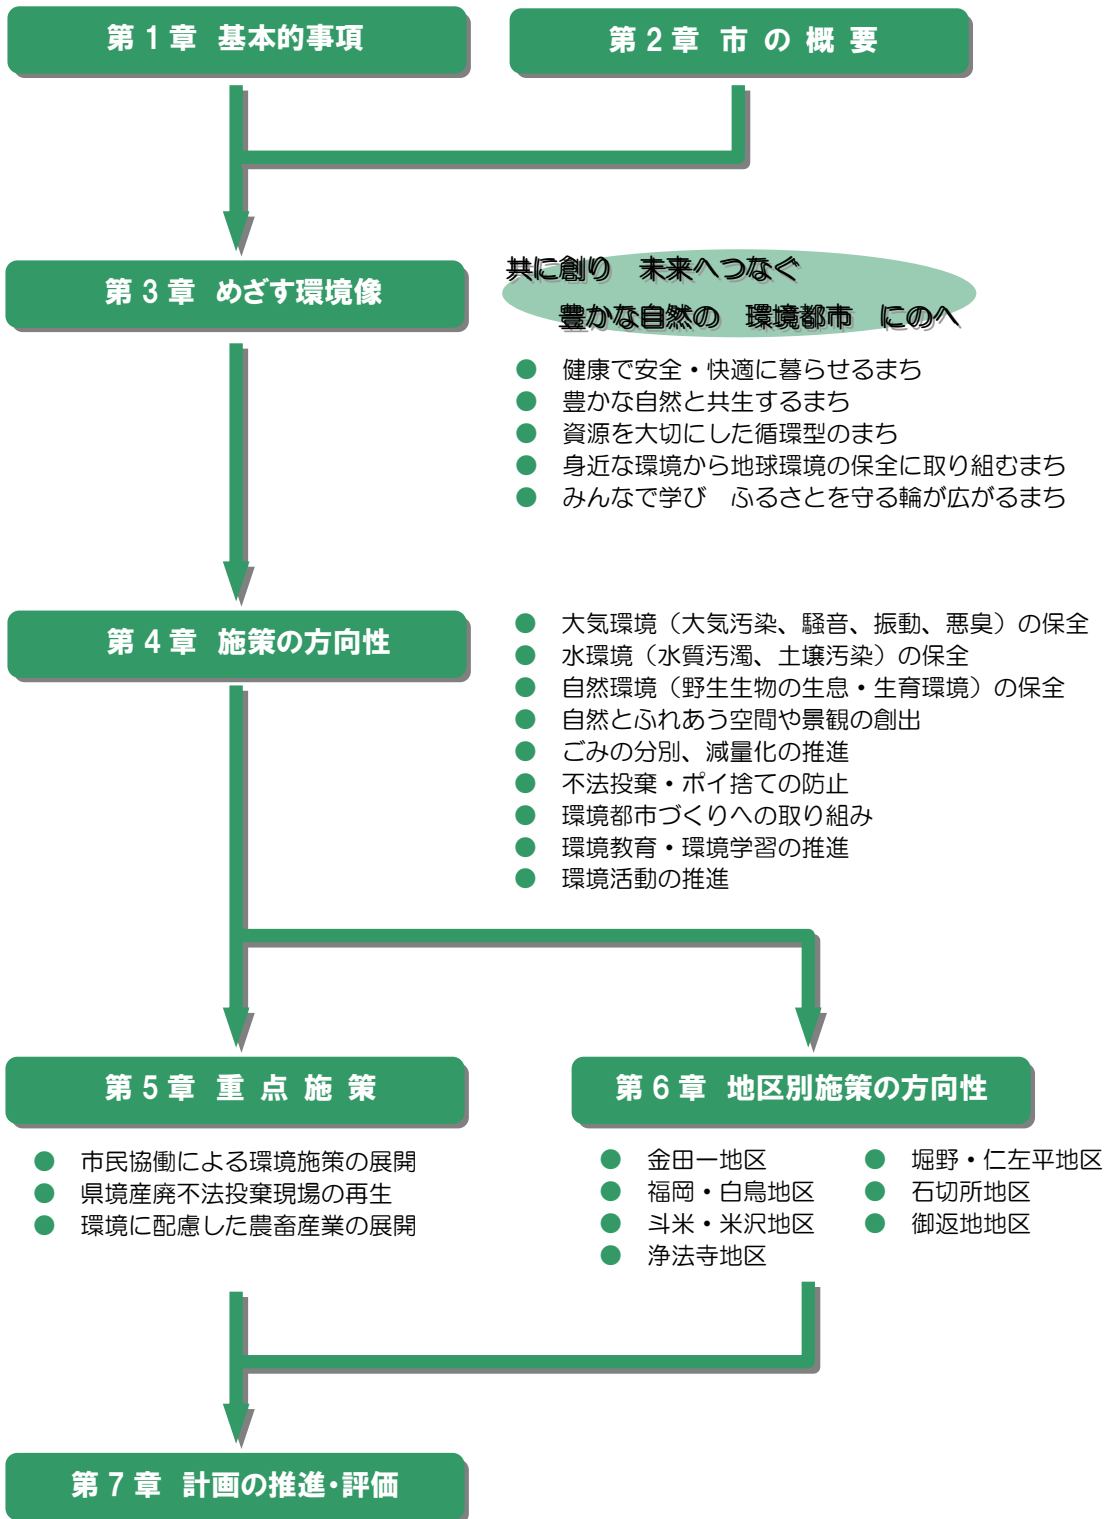 第1章 基本的事項
第2章 市の概要
第3章 めざす環境像
共に創り 未来へつなぐ
豊かな自然の 環境都市 にのへ
● 健康で安全・快適に暮らせるまち
● 豊かな自然と共生するまち
● 資源を大切にした循環型のまち
● 身近な環境から地球環境の保全に取り組むまち
● みんなで学び ふるさとを守る輪が広がるまち
第4章 施策の方向性
● 大気環境（大気汚染、騒音、振動、悪臭）の保全
● 水環境（水質汚濁、土壌汚染）の保全
● 自然環境（野生生物の生息・生育環境）の保全
● 自然とふれあう空間や景観の創出
● ごみの分別、減量化の推進
● 不法投棄・ポイ捨ての防止
● 環境都市づくりへの取り組み
● 環境教育・環境学習の推進
● 環境活動の推進
第5章 重点施策
● 市民協働による環境施策の展開
● 県境産廃不法投棄現場の再生
● 環境に配慮した農畜産業の展開
第6章 地区別施策の方向性
● 金田一地区
● 福岡・白鳥地区
● 斗米・米沢地区
● 浄法寺地区
● 堀野・仁左平地区
● 石切所地区
● 御返地地区
第7章 計画の推進・評価